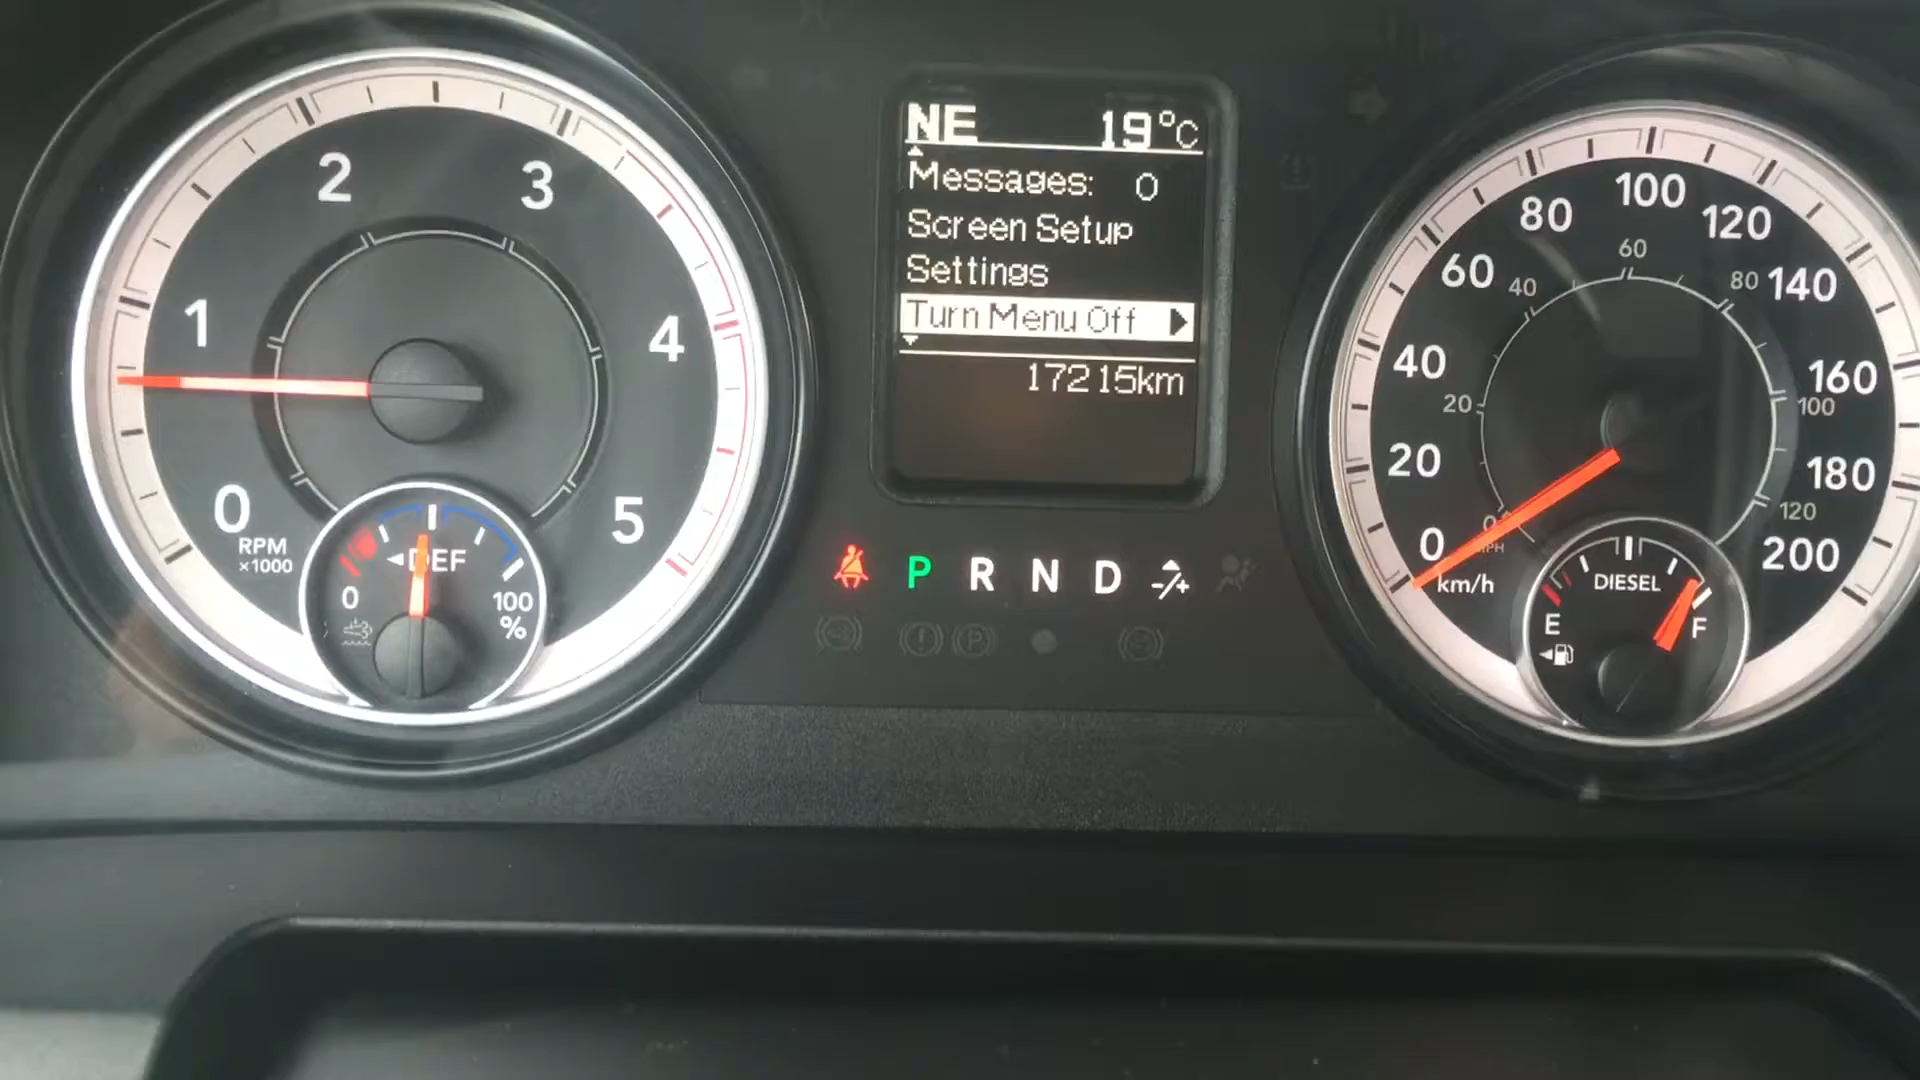 0
1
2
3
4
5
RPM
×1000
DEF
0
100
%
NE 19°C
Messages: 0
Screen Setup
Settings
Turn Menu Off
17215km
P R N D -/+
0
20
40
60
80
100
120
140
160
180
200
km/h
0
20
40
60
80
100
120
MPH
DIESEL
E
F